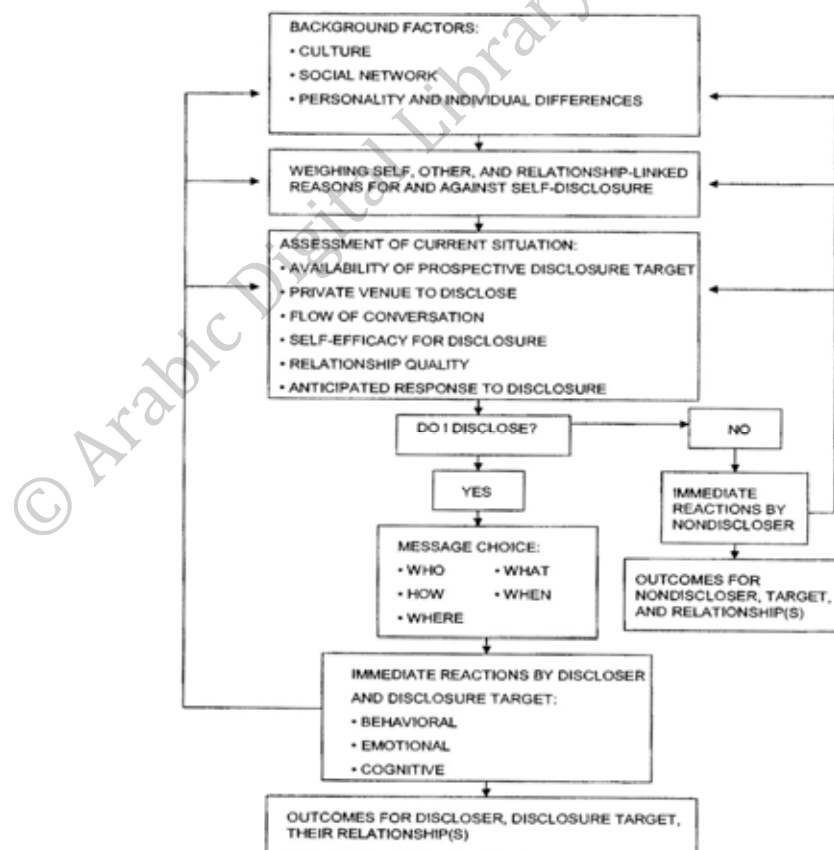 BACKGROUND FACTORS:
• CULTURE
• SOCIAL NETWORK
• PERSONALITY AND INDIVIDUAL DIFFERENCES
WEIGHING SELF, OTHER, AND RELATIONSHIP-LINKED
REASONS FOR AND AGAINST SELF-DISCLOSURE
ASSESSMENT OF CURRENT SITUATION:
• AVAILABILITY OF PROSPECTIVE DISCLOSURE TARGET
• PRIVATE VENUE TO DISCLOSE
• FLOW OF CONVERSATION
• SELF-EFFICACY FOR DISCLOSURE
• RELATIONSHIP QUALITY
• ANTICIPATED RESPONSE TO DISCLOSURE
DO I DISCLOSE?
NO
YES
IMMEDIATE
REACTIONS BY
NONDISCLOSER
MESSAGE CHOICE:
• WHO • WHAT
• HOW • WHEN
• WHERE
OUTCOMES FOR
NONDISCLOSER, TARGET,
AND RELATIONSHIP(S)
IMMEDIATE REACTIONS BY DISCLOSER
AND DISCLOSURE TARGET:
• BEHAVIORAL
• EMOTIONAL
• COGNITIVE
OUTCOMES FOR DISCLOSER, DISCLOSURE TARGET,
THEIR RELATIONSHIP(S)
© Arabic Digital Library